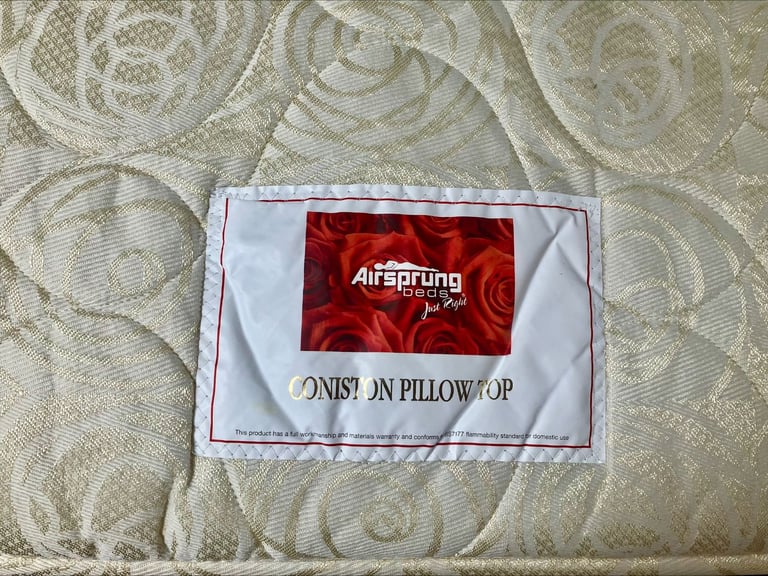 Airsprung
beds
Just Right
CONISTON PILLOW TOP
This product has a full workmanship and materials warranty and conforms BS7177 flammability standard for domestic use